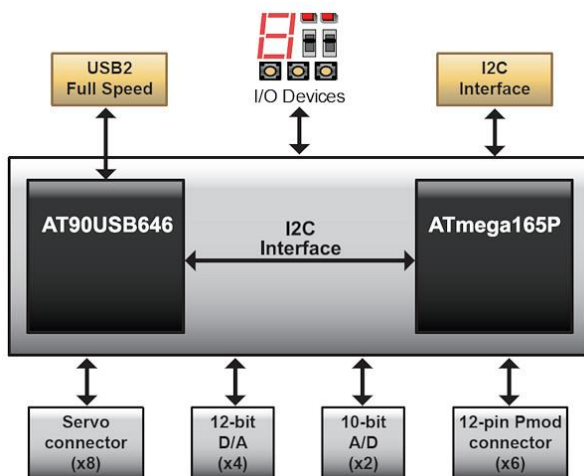 USB2
Full Speed
I/O Devices
I2C
Interface
AT90USB646
I2C
Interface
ATmega165P
Servo
connector
(x8)
12-bit
D/A
(x4)
10-bit
A/D
(x2)
12-pin Pmod
connector
(x6)